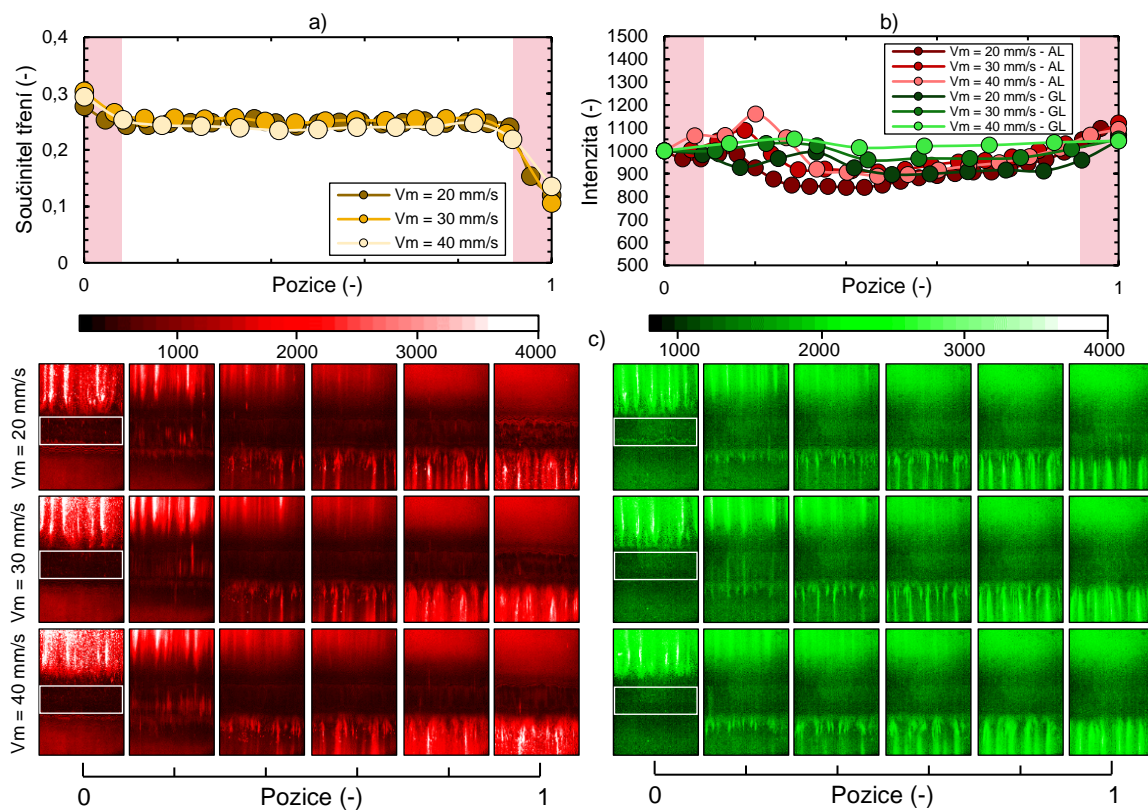 a)
0,4
0,3
0,2
0,1
0
Součinitel tření (-)
Vm = 20 mm/s
Vm = 30 mm/s
Vm = 40 mm/s
0
Pozice (-)
1
b)
1500
1400
1300
1200
1100
1000
900
800
700
600
500
Intenzita (-)
Vm = 20 mm/s - AL
Vm = 30 mm/s - AL
Vm = 40 mm/s - AL
Vm = 20 mm/s - GL
Vm = 30 mm/s - GL
Vm = 40 mm/s - GL
0
Pozice (-)
1
1000 2000 3000 4000
c)
1000 2000 3000 4000
Vm = 20 mm/s
Vm = 30 mm/s
Vm = 40 mm/s
0 Pozice (-) 1
0 Pozice (-) 1